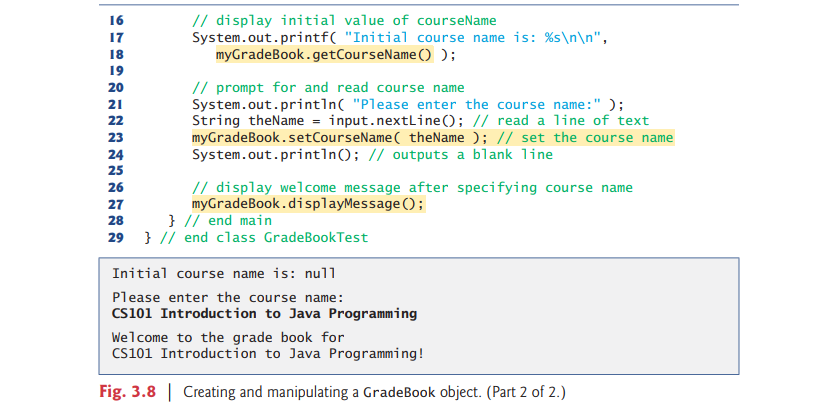 16 // display initial value of courseName
17 System.out.printf( "Initial course name is: %s\n\n",
18 myGradeBook.getCourseName() );
19
20 // prompt for and read course name
21 System.out.println( "Please enter the course name:" );
22 String theName = input.nextLine(); // read a line of text
23 myGradeBook.setCourseName( theName ); // set the course name
24 System.out.println(); // outputs a blank line
25
26 // display welcome message after specifying course name
27 myGradeBook.displayMessage();
28 } // end main
29 } // end class GradeBookTest
Initial course name is: null
Please enter the course name:
CS101 Introduction to Java Programming
Welcome to the grade book for
CS101 Introduction to Java Programming!
Fig. 3.8 | Creating and manipulating a GradeBook object. (Part 2 of 2.)